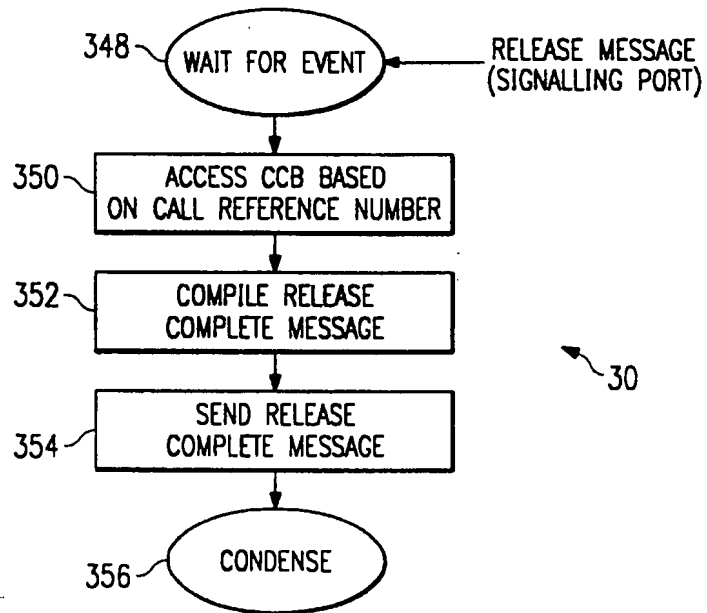 348
WAIT FOR EVENT
RELEASE MESSAGE
(SIGNALLING PORT)
350
ACCESS CCB BASED
ON CALL REFERENCE NUMBER
352
COMPILE RELEASE
COMPLETE MESSAGE
30
354
SEND RELEASE
COMPLETE MESSAGE
356
CONDENSE